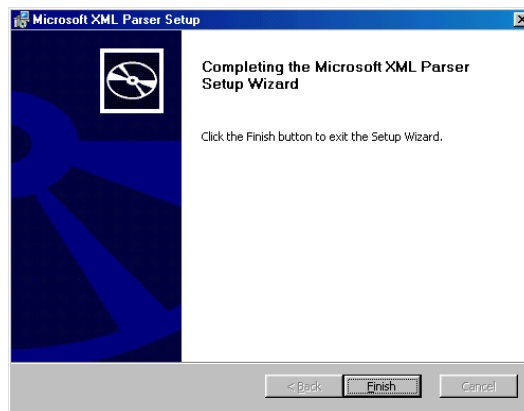 Microsoft XML Parser Setup
Completing the Microsoft XML Parser
Setup Wizard
Click the Finish button to exit the Setup Wizard.
< Back
Finish
Cancel